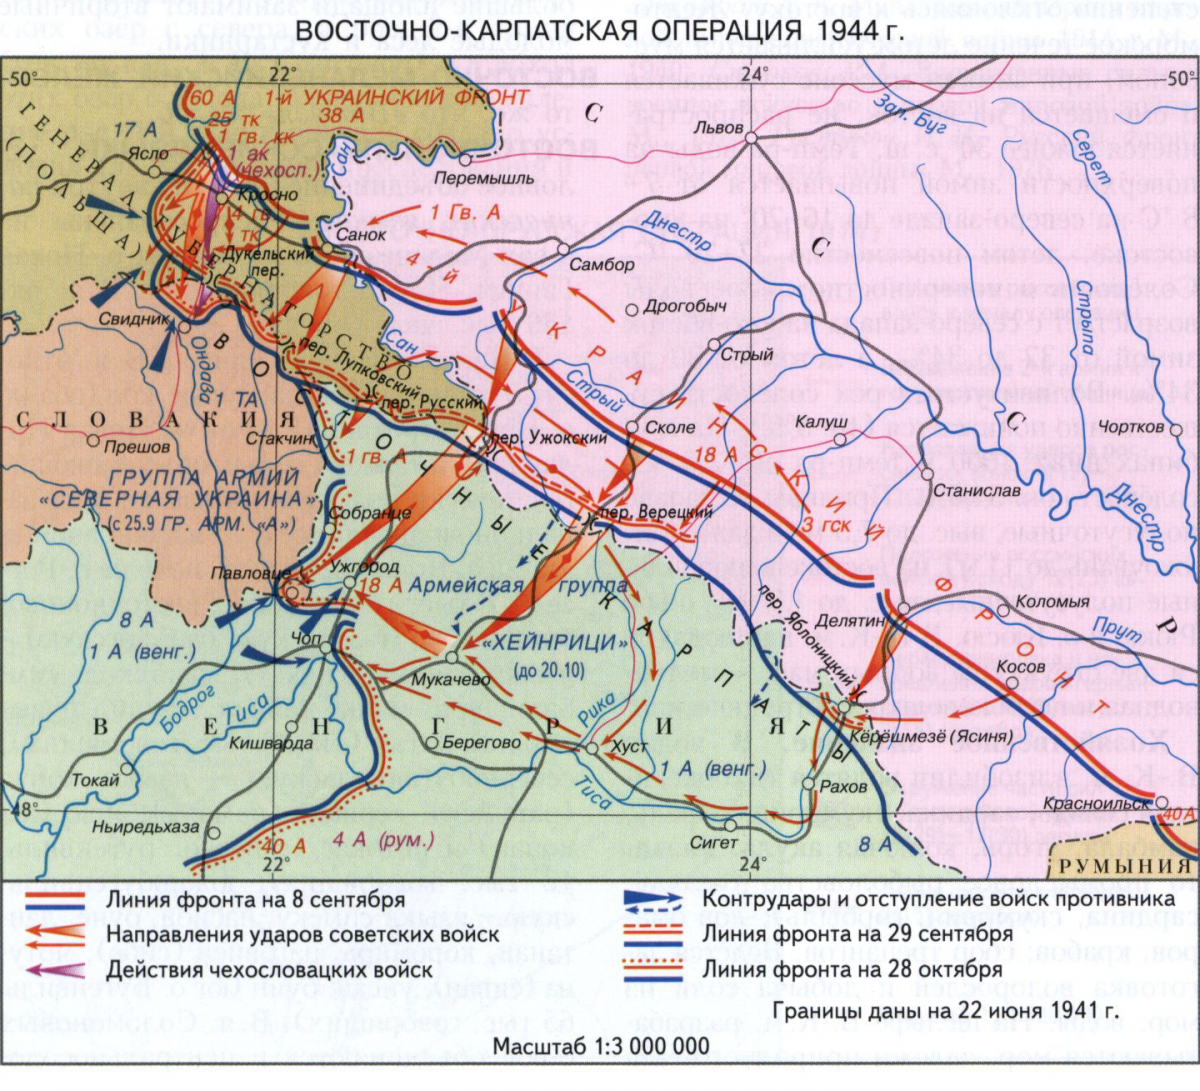 ВОСТОЧНО-КАРПАТСКАЯ ОПЕРАЦИЯ 1944 г.
50°
22°
24°
50°
60 А
1-й УКРАИНСКИЙ ФРОНТ
25 тк
38 А
17 А
1 гв. кк
1 ак
(чехосл.)
Ясло
Кросно
4 гв.
тк
Сан
Перемышль
Львов
Зап. Буг
Серет
С
С
С
Р
ГЕНЕРАЛ-ГУБЕРНАТОРСТВО
(ПОЛЬША)
1 Гв. А
Санок
Днестр
Дукельский
пер.
Самбор
4-й УКРАИНСКИЙ ФРОНТ
Дрогобыч
Стрый
Стрыпа
Свидник
Ондова
пер. Лупковский
Сан
пер. Русский
Стрый
1 ТА
СЛОВАКИЯ
Прешов
Стакчин
1 гв. А
пер. Ужокский
Сколе
Калуш
Чортков
18 А
Станислав
Днестр
ГРУППА АРМИЙ
«СЕВЕРНАЯ УКРАИНА»
(с 25.9 ГР. АРМ. «А»)
Собранце
пер. Верецкий
3 гск
ВОСТОЧНЫЕ КАРПАТЫ
Павловце
Ужгород
18 А
Армейская группа
«ХЕЙНРИЦИ»
(до 20.10)
пер. Яблоницкий
Делятин
Коломья
Прут
Косов
8 А
1 А (венг.)
Чоп
Мукачево
Бодрог
Тиса
Рика
ВЕНГРИЯ
Кишварда
Берегово
Хуст
Кёрёшмезё (Ясиня)
Токай
1 А (венг.)
Тиса
Рахов
Красноильск
40 А
48°
Ньиредьхаза
40 А
4 А (рум.)
Сигет
8 А
РУМЫНИЯ
22°
24°
Линия фронта на 8 сентября
Направления ударов советских войск
Действия чехословацких войск
Контрудары и отступление войск противника
Линия фронта на 29 сентября
Линия фронта на 28 октября
Границы даны на 22 июня 1941 г.
Масштаб 1:3 000 000